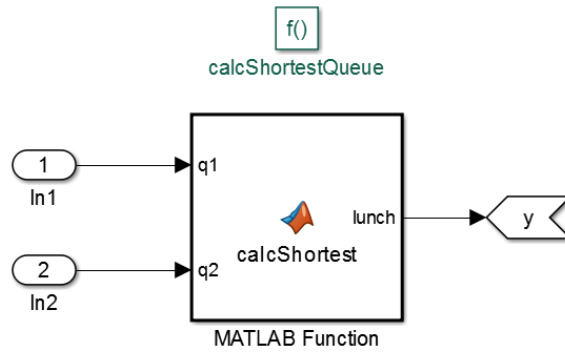 f()
calcShortestQueue
1
In1
q1
lunch
y
calcShortest
2
In2
q2
MATLAB Function